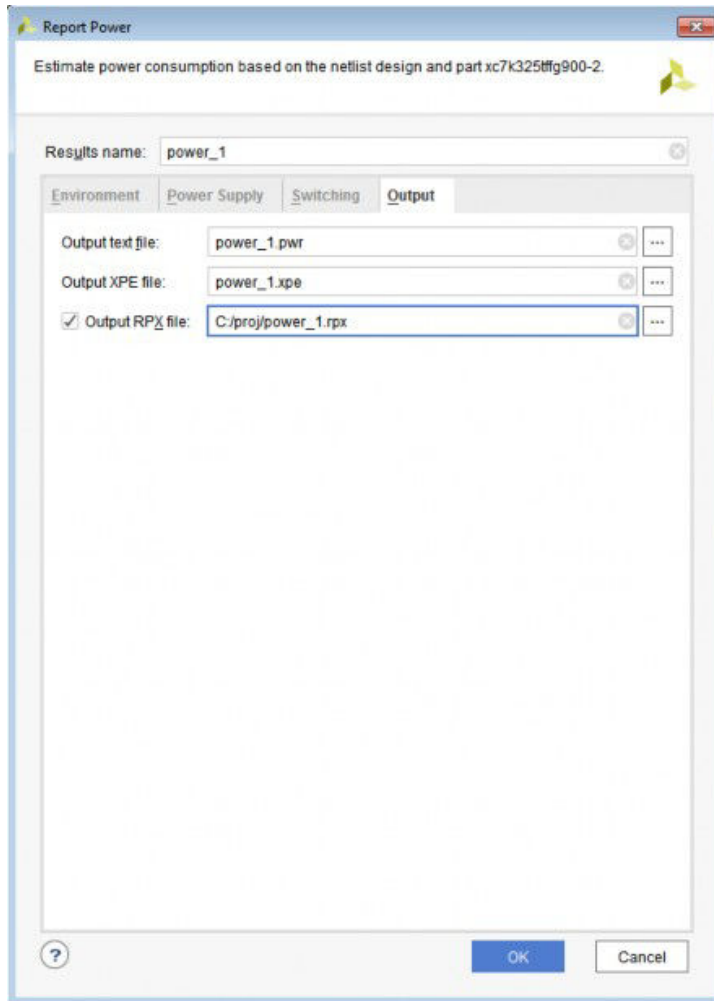 Report Power
Estimate power consumption based on the netlist design and part xc7k325tffg900-2.
Results name: power_1
Environment Power Supply Switching Output
Output text file: power_1.pwr ...
Output XPE file: power_1.xpe ...
Output RPX file: C:/proj/power_1.rpx ...
? OK Cancel